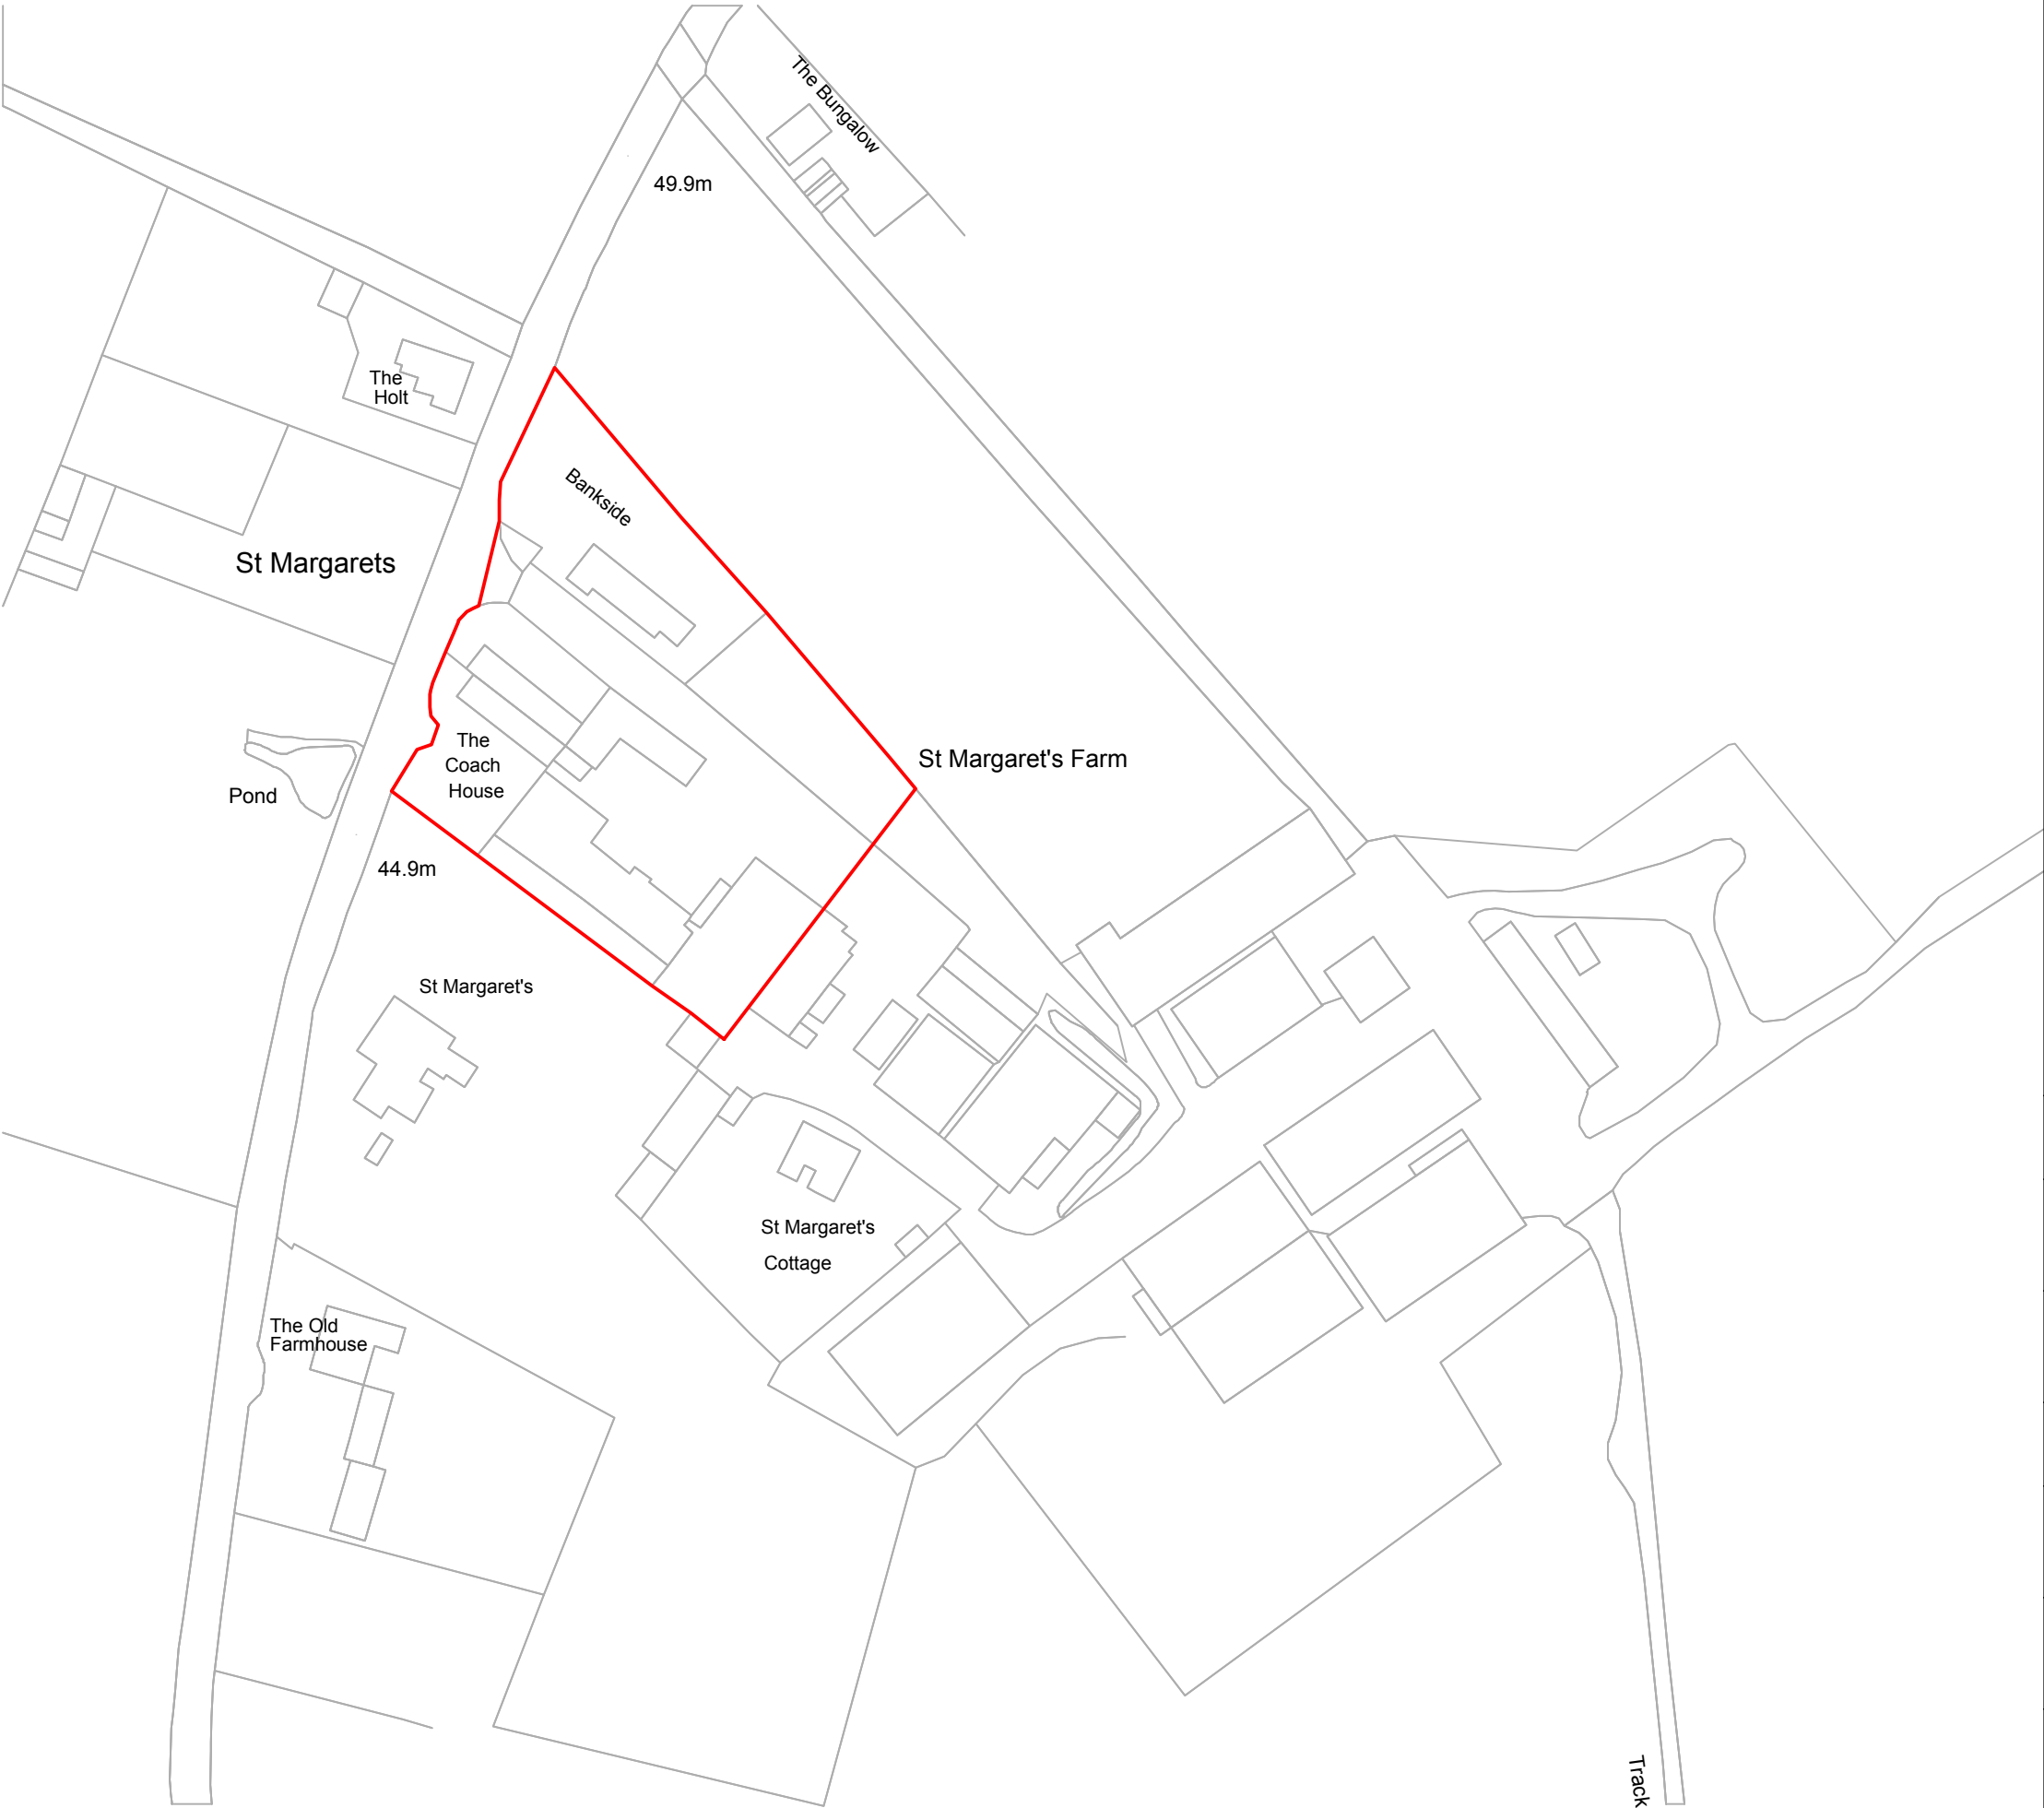 The Bungalow
49.9m
The
Holt
Bankside
St Margarets
The
Coach
House
St Margaret's Farm
Pond
44.9m
St Margaret's
St Margaret's
Cottage
The Old
Farmhouse
Track